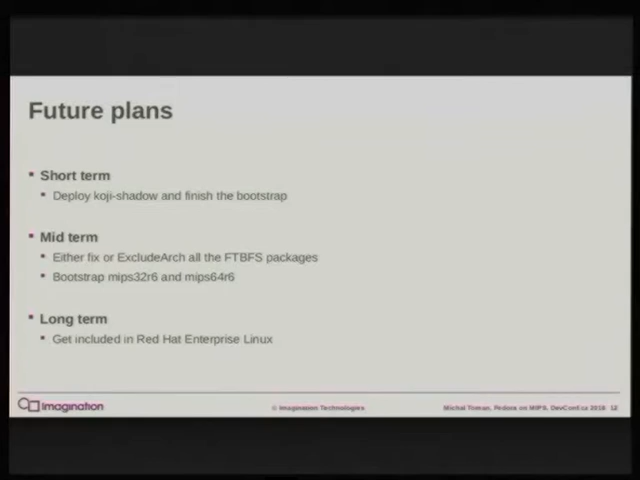 Future plans
Short term
Deploy koji-shadow and finish the bootstrap
Mid term
Either fix or ExcludeArch all the FTBFS packages
Bootstrap mips32r6 and mips64r6
Long term
Get included in Red Hat Enterprise Linux
Imagination
© Imagination Technologies
Michal Toman, Fedora on MIPS, DevConf.cz 2016 12